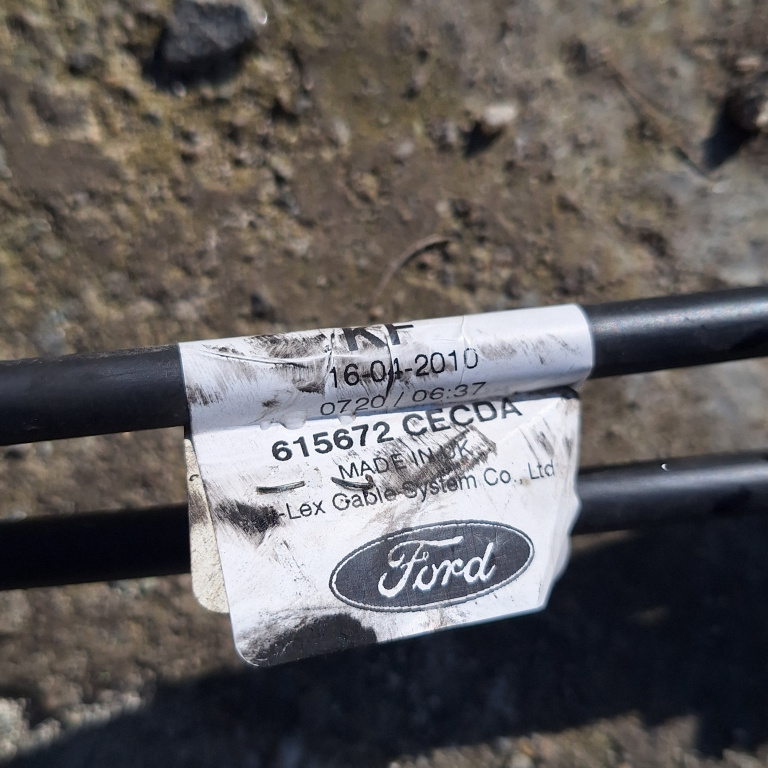 KF
16-04-2010
0720 / 06:37
615672 CECDA
MADE IN UK
-Lex Cable System Co., Ltd
Ford